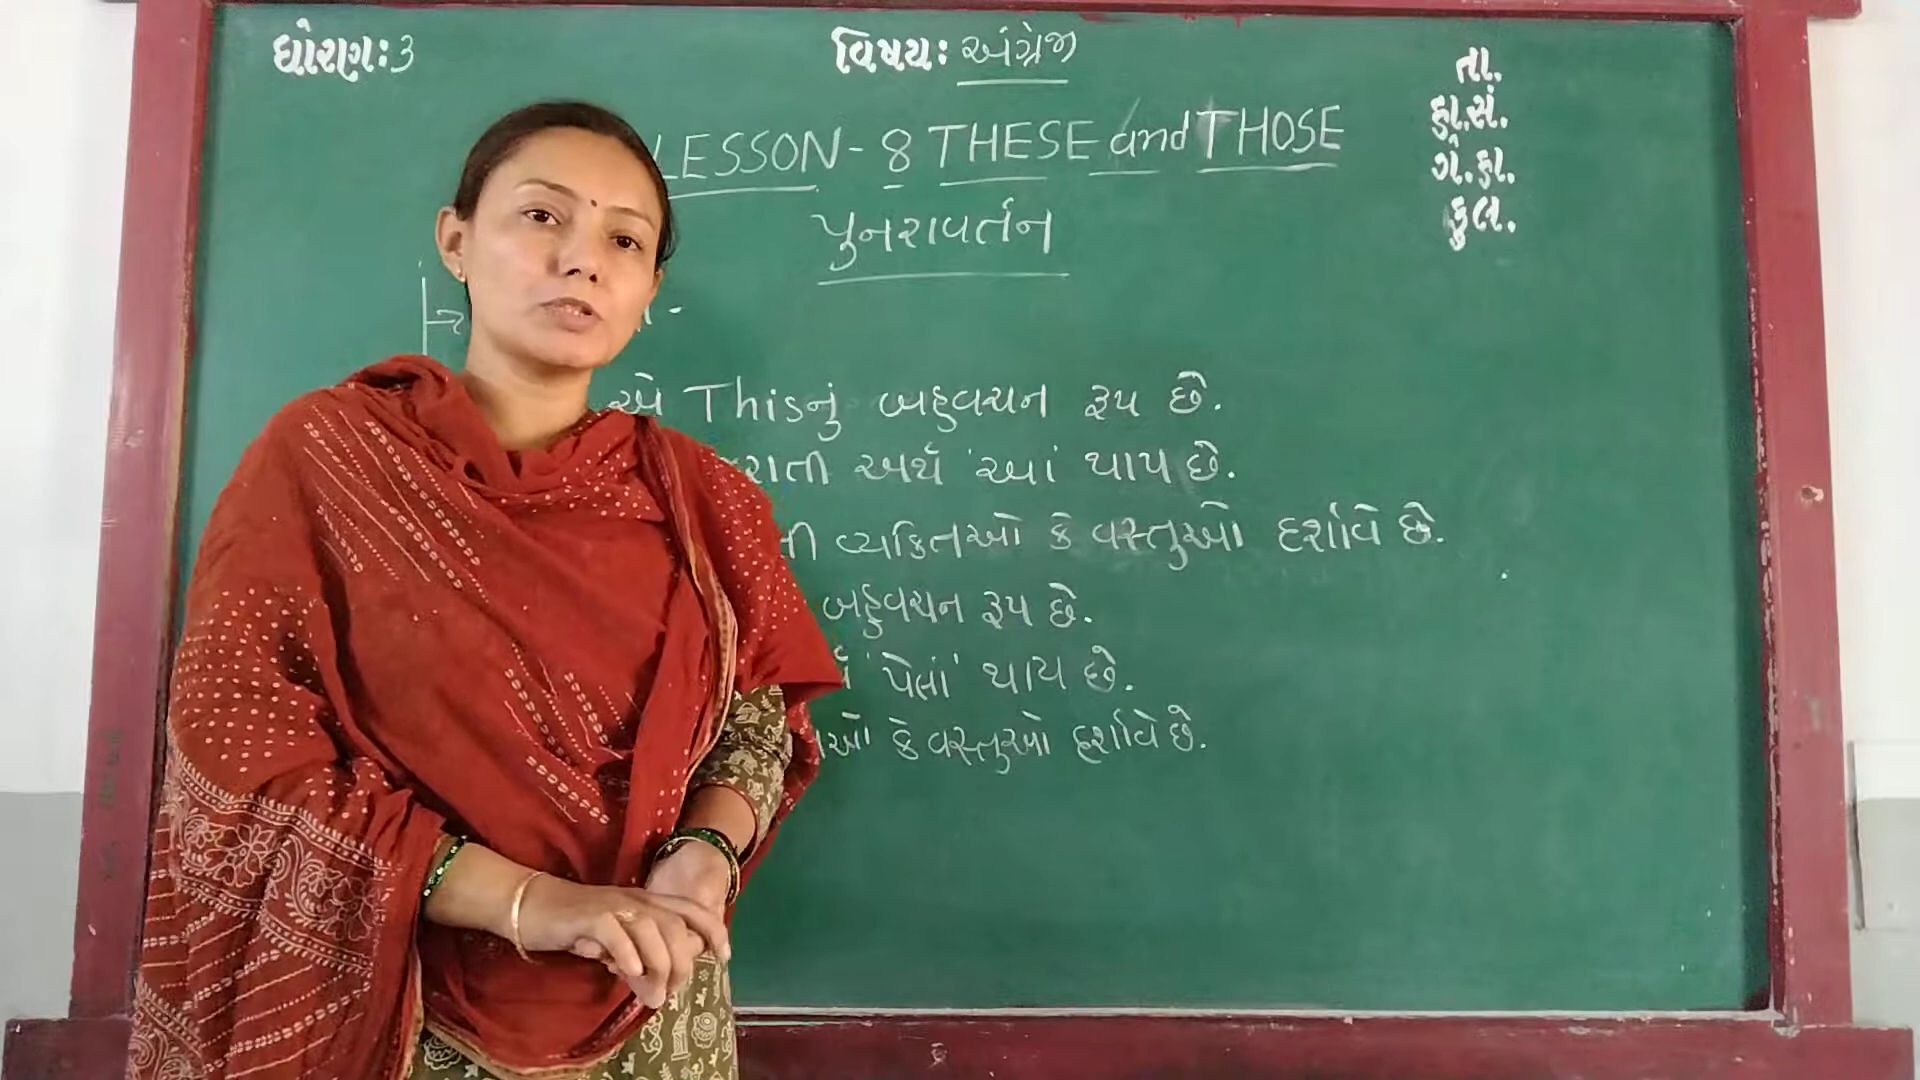 ધોરણ: 3
વિષય: અંગ્રેજી
તા.
હા.સં.
ગે.હા.
કુલ.
LESSON - 8 THESE and THOSE
પુનરાવર્તન
એ Thisનું બહુવચન રૂપ છે.
અર્થ 'આ' થાય છે.
વ્યકિતઓ કે વસ્તુઓ દર્શાવે છે.
બહુવચન રૂપ છે.
'પેલાં' થાય છે.
કે વસ્તુઓ દર્શાવે છે.